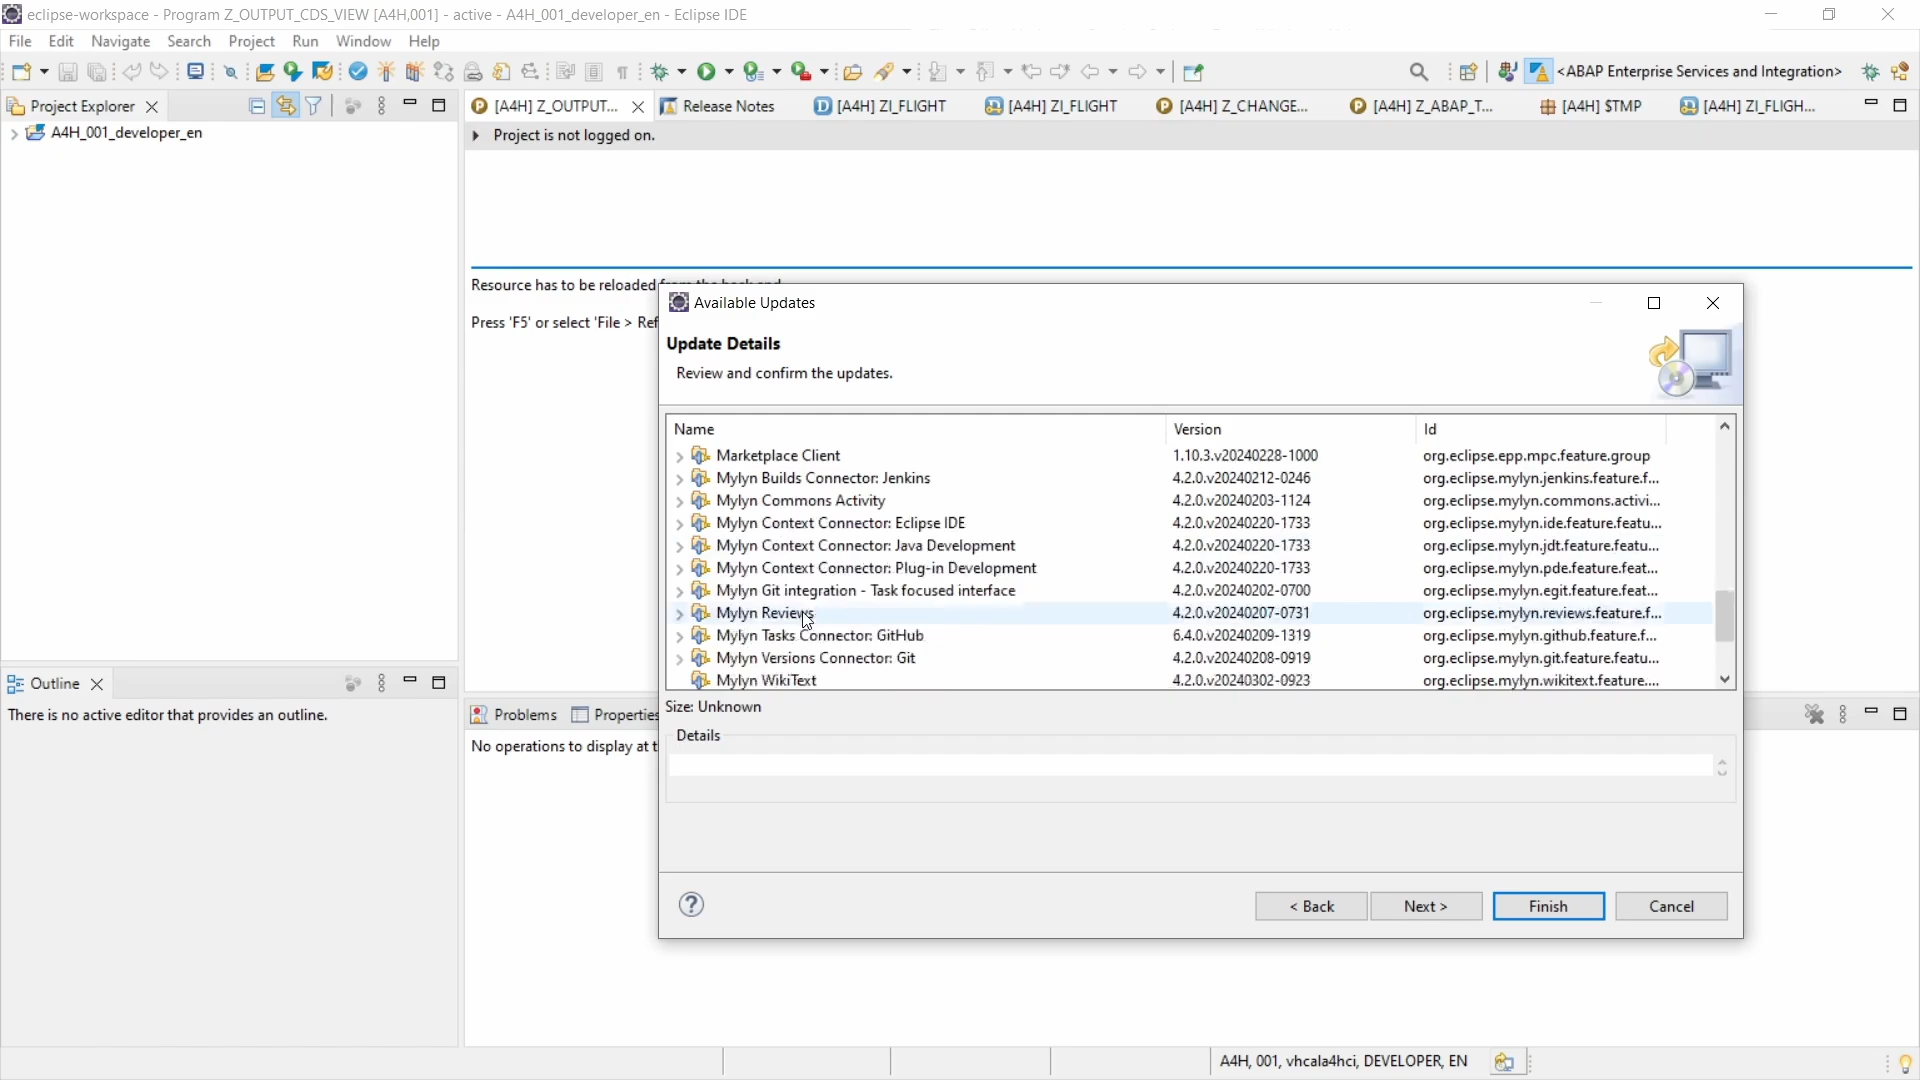 eclipse-workspace - Program Z_OUTPUT_CDS_VIEW [A4H,001] - active - A4H_001_developer_en - Eclipse IDE
File Edit Navigate Search Project Run Window Help
<ABAP Enterprise Services and Integration>
Project Explorer
[A4H] Z_OUTPUT... Release Notes [A4H] ZI_FLIGHT [A4H] ZI_FLIGHT [A4H] Z_CHANGE... [A4H] Z_ABAP_T... [A4H] $TMP [A4H] ZI_FLIGH...
A4H_001_developer_en
Project is not logged on.
Resource has to be reloaded from the back end
Press 'F5' or select 'File > Ref
Available Updates
Update Details
Review and confirm the updates.
Name Version Id
Marketplace Client 1.10.3.v20240228-1000 org.eclipse.epp.mpc.feature.group
Mylyn Builds Connector: Jenkins 4.2.0.v20240212-0246 org.eclipse.mylyn.jenkins.feature.f...
Mylyn Commons Activity 4.2.0.v20240203-1124 org.eclipse.mylyn.commons.activi...
Mylyn Context Connector: Eclipse IDE 4.2.0.v20240220-1733 org.eclipse.mylyn.ide.feature.featu...
Mylyn Context Connector: Java Development 4.2.0.v20240220-1733 org.eclipse.mylyn.jdt.feature.featu...
Mylyn Context Connector: Plug-in Development 4.2.0.v20240220-1733 org.eclipse.mylyn.pde.feature.feat...
Mylyn Git integration - Task focused interface 4.2.0.v20240202-0700 org.eclipse.mylyn.egit.feature.feat...
Mylyn Reviews 4.2.0.v20240207-0731 org.eclipse.mylyn.reviews.feature.f...
Mylyn Tasks Connector: GitHub 6.4.0.v20240209-1319 org.eclipse.mylyn.github.feature.f...
Mylyn Versions Connector: Git 4.2.0.v20240208-0919 org.eclipse.mylyn.git.feature.featu...
Mylyn WikiText 4.2.0.v20240302-0923 org.eclipse.mylyn.wikitext.feature....
Size: Unknown
Details
< Back Next > Finish Cancel
Outline
There is no active editor that provides an outline.
Problems Properties
No operations to display at t
A4H, 001, vhcala4hci, DEVELOPER, EN